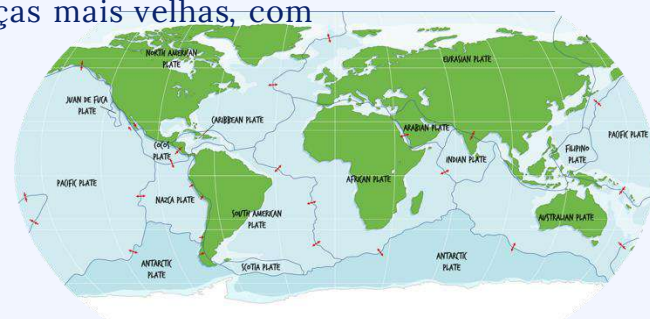 ças mais velhas, com
NORTH AMERICAN
PLATE
EURASIAN PLATE
JUAN DE FUCA
PLATE
CARIBBEAN PLATE
ARABIAN PLATE
COCOS
PLATE
INDIAN PLATE
FILIPINO
PLATE
PACIFIC PLATE
PACIFIC PLATE
AFRICAN PLATE
NAZCA PLATE
SOUTH AMERICAN
PLATE
AUSTRALIAN PLATE
ANTARCTIC
PLATE
SCOTIA PLATE
ANTARCTIC
PLATE